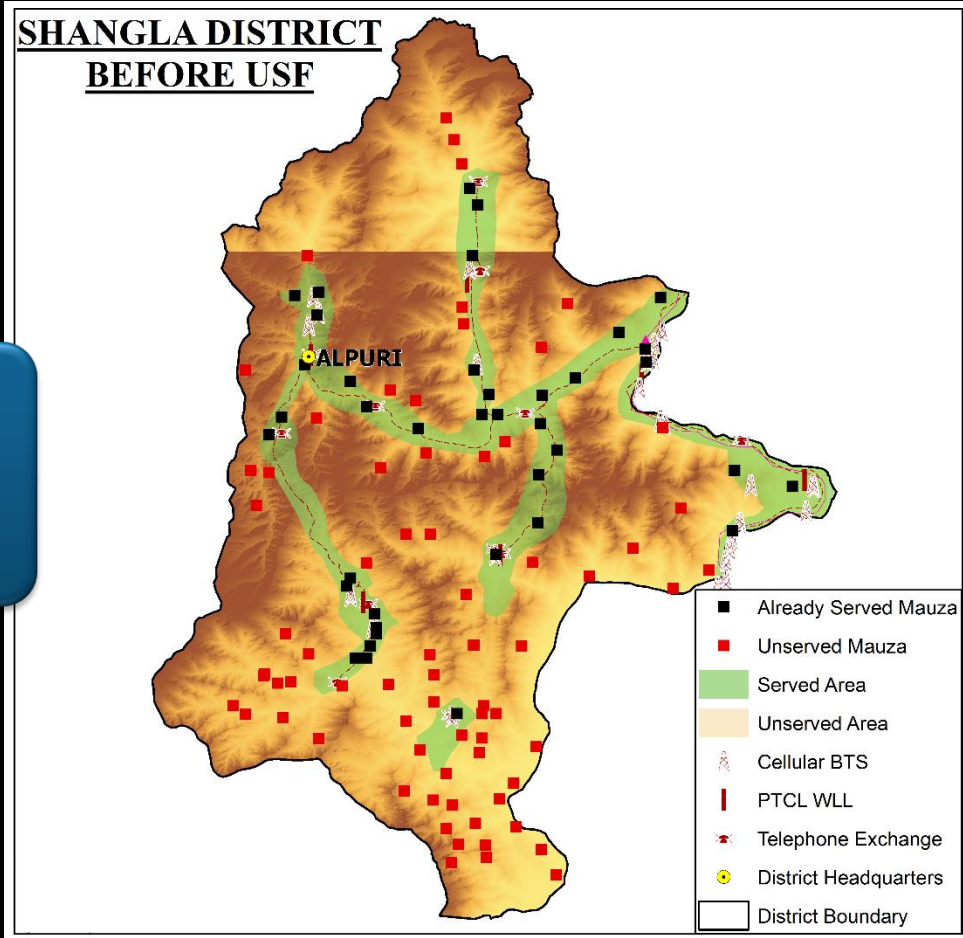 SHANGLA DISTRICT
BEFORE USF
ALPURI
Already Served Mauza
Unserved Mauza
Served Area
Unserved Area
Cellular BTS
PTCL WLL
Telephone Exchange
District Headquarters
District Boundary